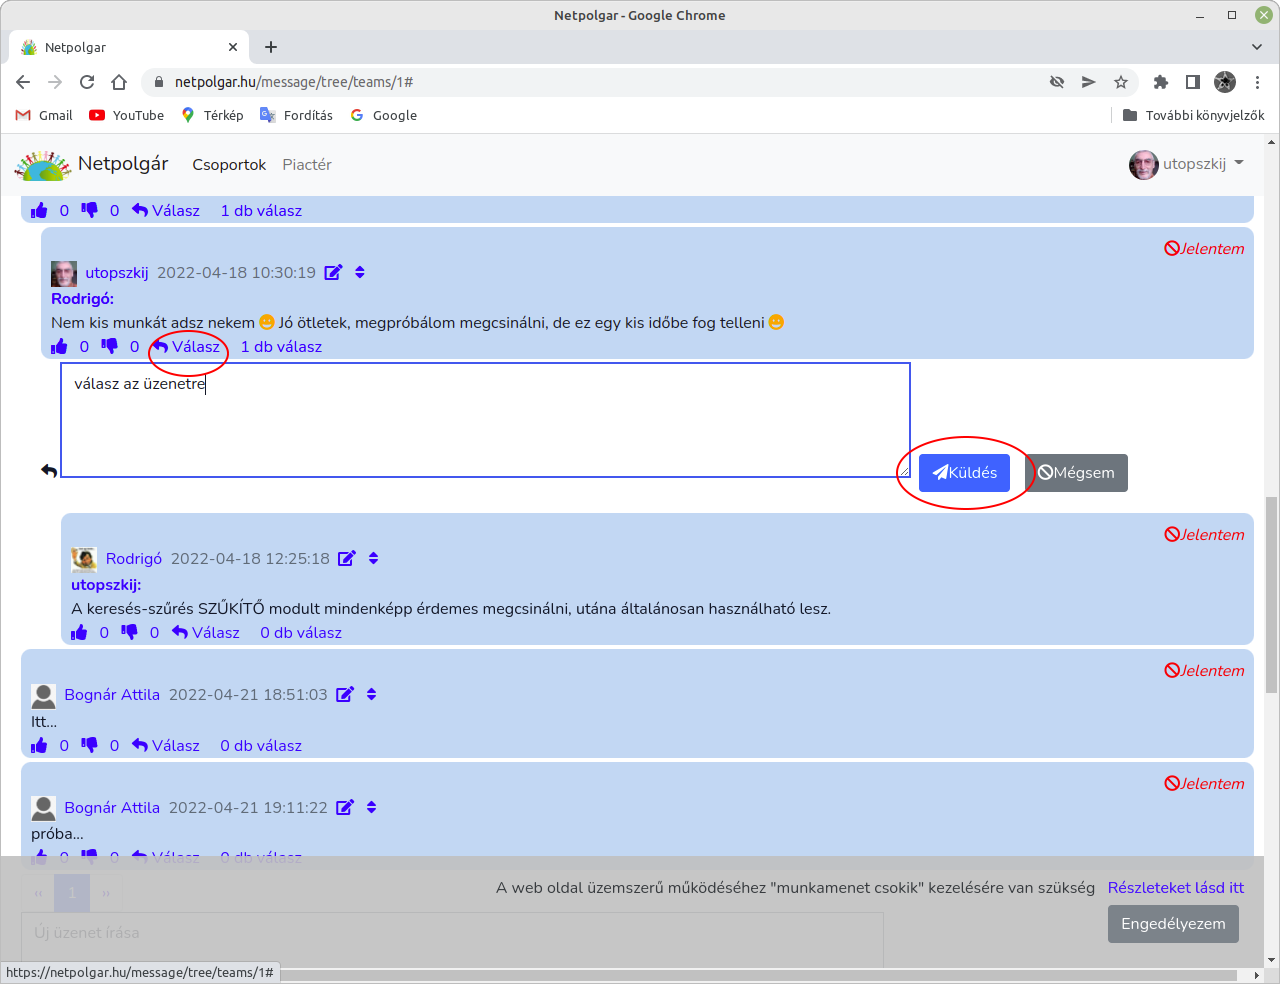 Netpolgar - Google Chrome
Netpolgar
netpolgar.hu/message/tree/teams/1#
Gmail YouTube Térkép Fordítás Google További könyvjelzők
Netpolgár Csoportok Piactér utopszkij
0 0 Válasz 1 db válasz
Jelentem
utopszkij 2022-04-18 10:30:19
Rodrigó:
Nem kis munkát adsz nekem Jó ötletek, megpróbálom megcsinálni, de ez egy kis időbe fog telleni
0 0 Válasz 1 db válasz
válasz az üzenetre
Küldés Mégsem
Jelentem
Rodrigó 2022-04-18 12:25:18
utopszkij:
A keresés-szűrés SZŰKÍTŐ modult mindenképp érdemes megcsinálni, utána általánosan használható lesz.
0 0 Válasz 0 db válasz
Jelentem
Bognár Attila 2022-04-21 18:51:03
Itt...
0 0 Válasz 0 db válasz
Jelentem
Bognár Attila 2022-04-21 19:11:22
próba...
0 0 Válasz 0 db válasz
A web oldal üzemszerű működéséhez "munkamenet csokik" kezelésére van szükség Részleteket lásd itt
‹‹ 1 ››
Engedélyezem
Új üzenet írása
https://netpolgar.hu/message/tree/teams/1#